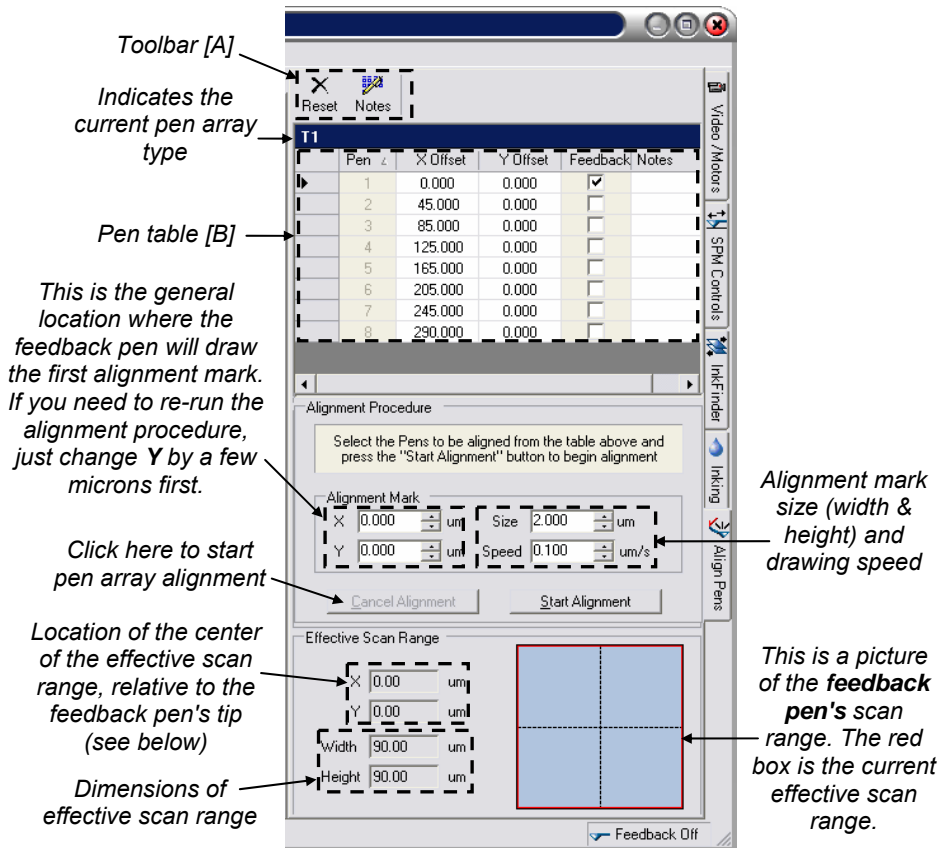 Toolbar [A]
Indicates the
current pen array
type
Pen table [B]
This is the general
location where the
feedback pen will draw
the first alignment mark.
If you need to re-run the
alignment procedure,
just change Y by a few
microns first.
Click here to start
pen array alignment
Location of the center
of the effective scan
range, relative to the
feedback pen's tip
(see below)
Dimensions of
effective scan range
Reset Notes
T1
Pen X Offset Y Offset Feedback Notes
1 0.000 0.000
2 45.000 0.000
3 85.000 0.000
4 125.000 0.000
5 165.000 0.000
6 205.000 0.000
7 245.000 0.000
8 290.000 0.000
Alignment Procedure
Select the Pens to be aligned from the table above and
press the "Start Alignment" button to begin alignment
Alignment Mark
X 0.000 um Size 2.000 um
Y 0.000 um Speed 0.100 um/s
Cancel Alignment Start Alignment
Effective Scan Range
X 0.00 um
Y 0.00 um
Width 90.00 um
Height 90.00 um
Feedback Off
Video / Motors
SPM Controls
InkFinder
Inking
Align Pens
Alignment mark
size (width &
height) and
drawing speed
This is a picture
of the feedback
pen's scan
range. The red
box is the current
effective scan
range.